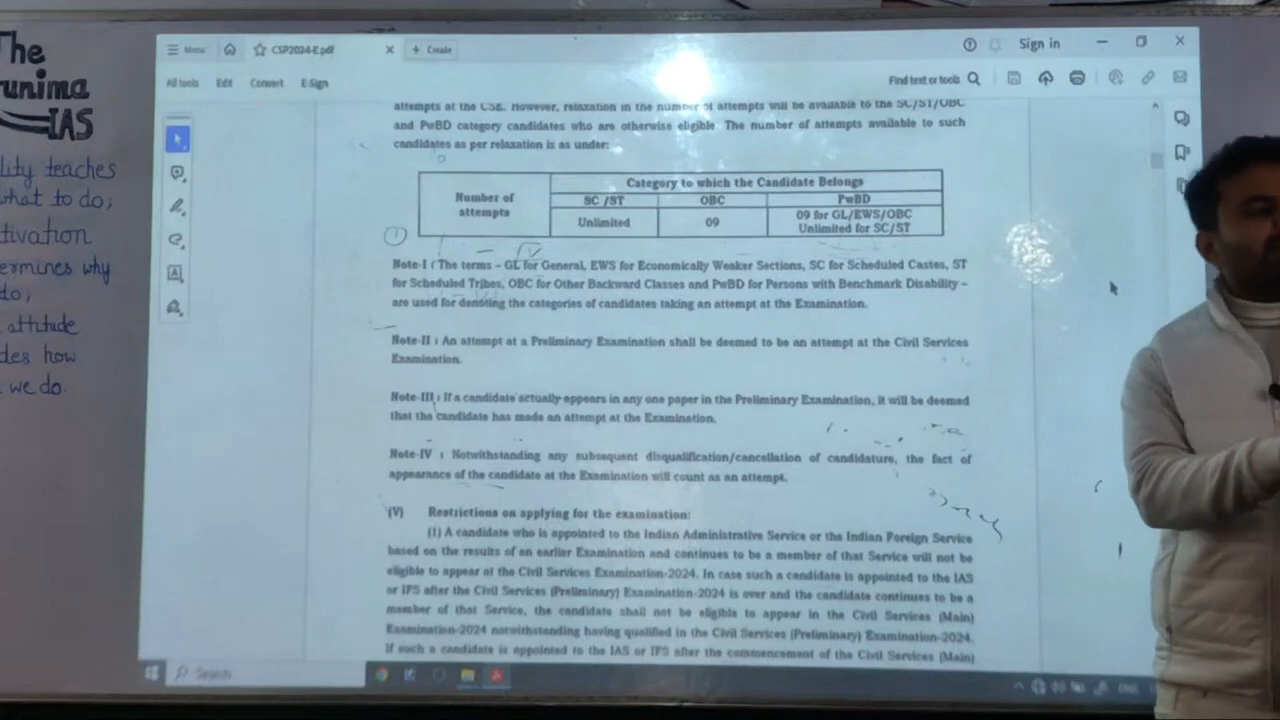 The
unima
IAS
lity teaches
what to do;
tivation
ermines why
do;
attitude
des how
we do.
Menu
CSP2024-E.pdf
Create
Sign in
All tools Edit Convert E-Sign
Find text or tools
attempts at the CSE. However, relaxation in the number of attempts will be available to the SC/ST/OBC
and PwBD category candidates who are otherwise eligible. The number of attempts available to such
candidates as per relaxation is as under:
Number of attempts
Category to which the Candidate Belongs
SC /ST OBC PwBD
Unlimited 09 09 for GL/EWS/OBC
Unlimited for SC/ST
Note-I : The terms – GL for General, EWS for Economically Weaker Sections, SC for Scheduled Castes, ST
for Scheduled Tribes, OBC for Other Backward Classes and PwBD for Persons with Benchmark Disability –
are used for denoting the categories of candidates taking an attempt at the Examination.
Note-II : An attempt at a Preliminary Examination shall be deemed to be an attempt at the Civil Services
Examination.
Note-III : If a candidate actually appears in any one paper in the Preliminary Examination, it will be deemed
that the candidate has made an attempt at the Examination.
Note-IV : Notwithstanding any subsequent disqualification/cancellation of candidature, the fact of
appearance of the candidate at the Examination will count as an attempt.
(V) Restrictions on applying for the examination:
(1) A candidate who is appointed to the Indian Administrative Service or the Indian Foreign Service
based on the results of an earlier Examination and continues to be a member of that Service will not be
eligible to appear at the Civil Services Examination-2024. In case such a candidate is appointed to the IAS
or IFS after the Civil Services (Preliminary) Examination-2024 is over and the candidate continues to be a
member of that Service, the candidate shall not be eligible to appear in the Civil Services (Main)
Examination-2024 notwithstanding having qualified in the Civil Services (Preliminary) Examination-2024.
If such a candidate is appointed to the IAS or IFS after the commencement of the Civil Services (Main)
Search
ENG